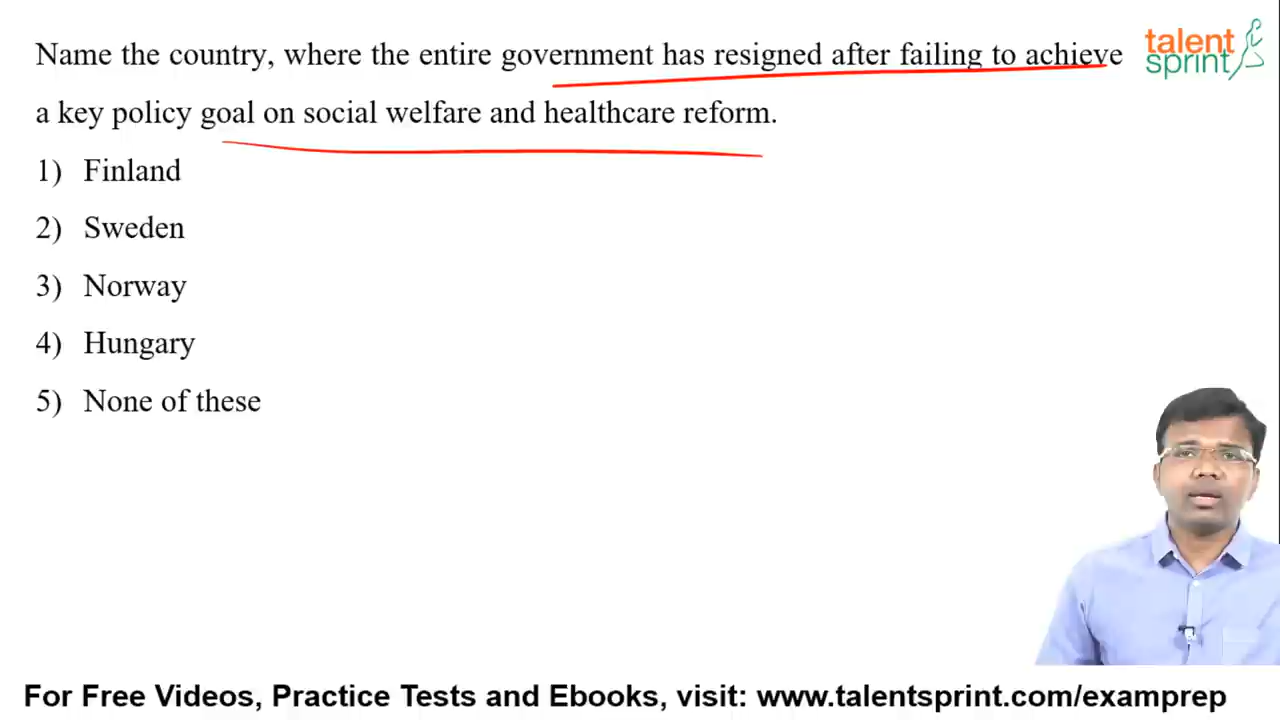 Name the country, where the entire government has resigned after failing to achieve
a key policy goal on social welfare and healthcare reform.
1) Finland
2) Sweden
3) Norway
4) Hungary
5) None of these
talent
sprint
For Free Videos, Practice Tests and Ebooks, visit: www.talentsprint.com/examprep